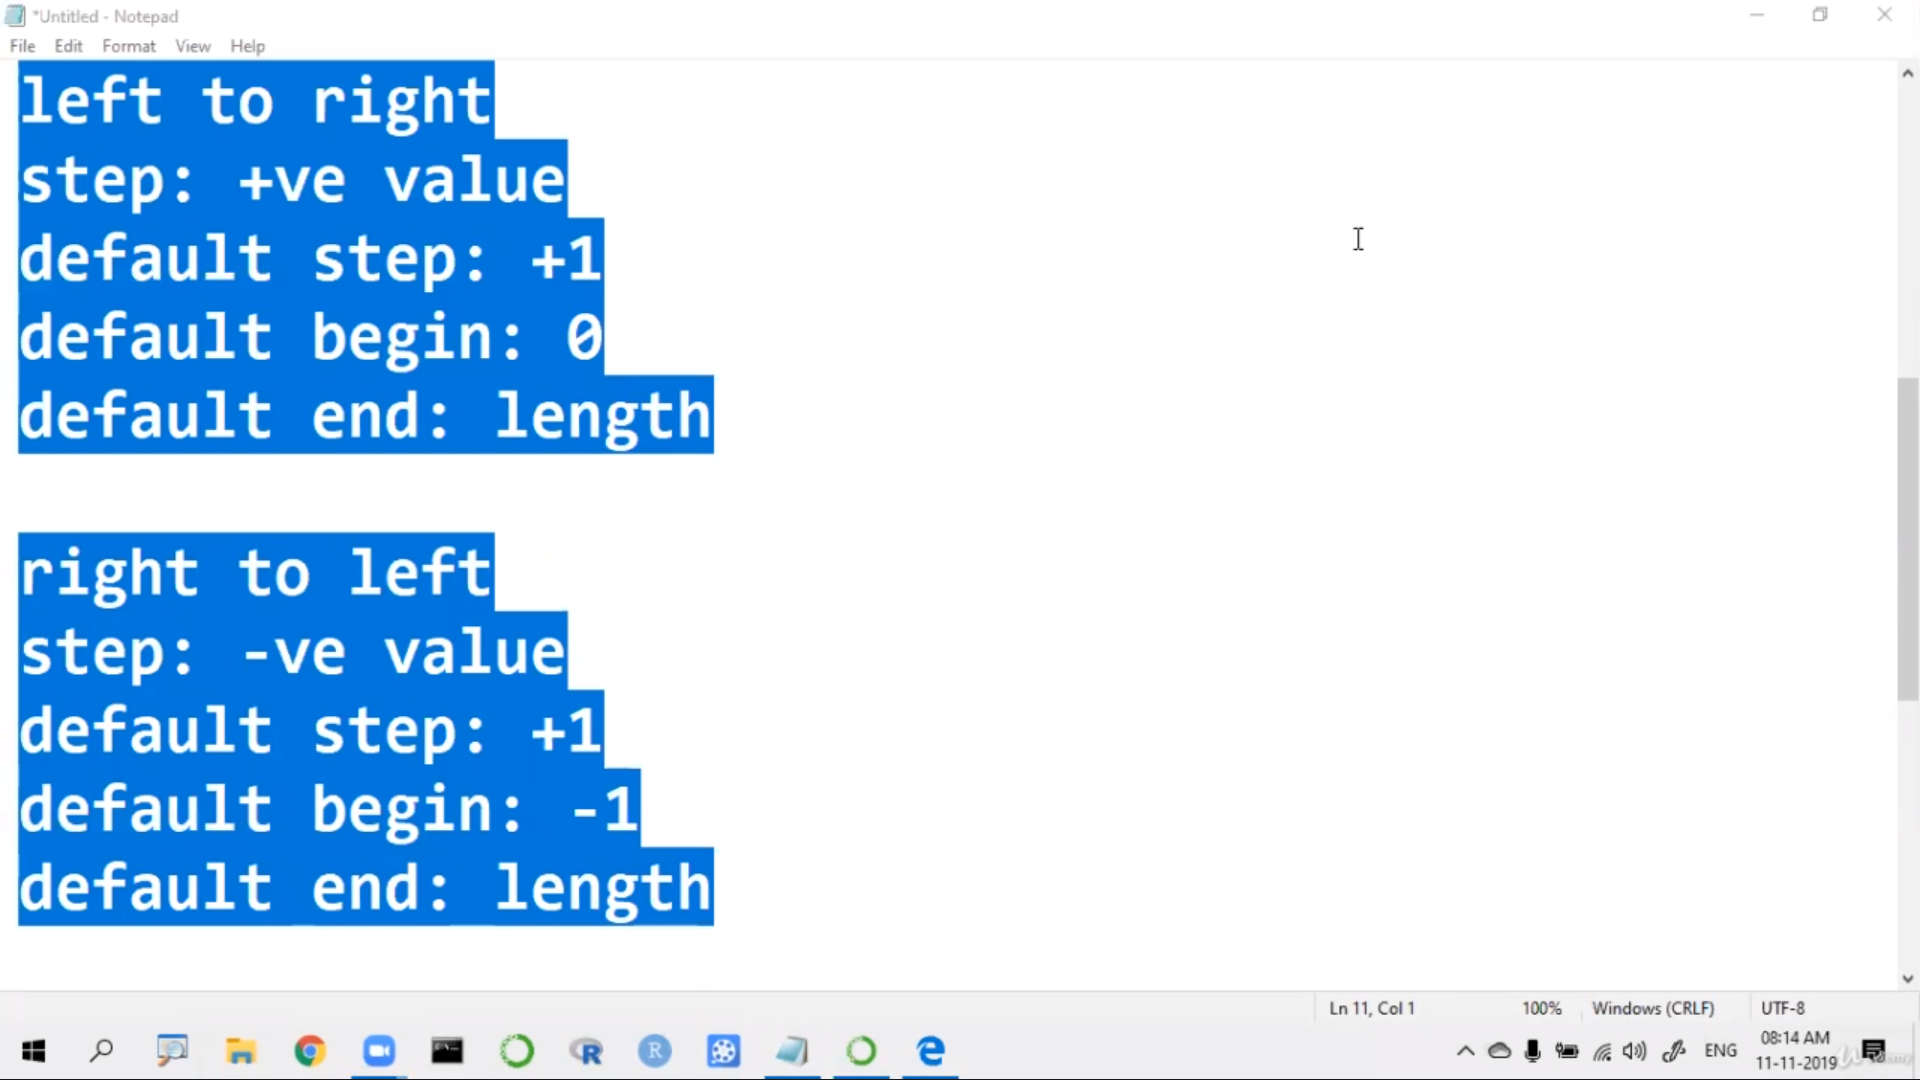 *Untitled - Notepad
File Edit Format View Help
left to right
step: +ve value
default step: +1
default begin: 0
default end: length
right to left
step: -ve value
default step: +1
default begin: -1
default end: length
Ln 11, Col 1 100% Windows (CRLF) UTF-8
R R ENG 08:14 AM
11-11-2019